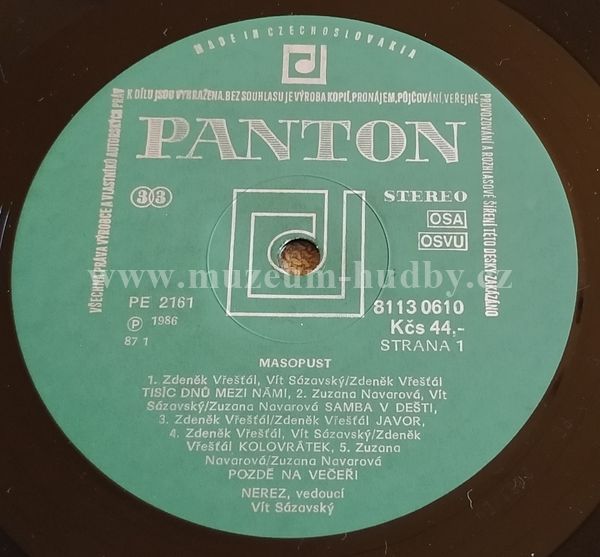 MADE IN CZECHOSLOVAKIA
VŠECHNA PRÁVA VÝROBCE A VLASTNÍKŮ AUTORSKÝCH PRÁV
K DÍLU JSOU VYHRAŽENA. BEZ SOUHLASU JE VÝROBA KOPIÍ, PRONÁJEM, PŮJČOVÁNÍ, VEŘEJNÉ
PROVOZOVÁNÍ A ROZHLASOVÉ ŠÍŘENÍ TÉTO DESKY ZAKÁZÁNO
PANTON
33
STEREO
OSA
OSVU
www.muzeum-hudby.cz
PE 2161
Ⓟ 1986
87 1
8113 0610
Kčs 44,-
STRANA 1
MASOPUST
1. Zdeněk Vřešťál, Vít Sázavský/Zdeněk Vřešťál
TISÍC DNŮ MEZI NÁMI, 2. Zuzana Navarová, Vít
Sázavský/Zuzana Navarová SAMBA V DEŠTI,
3. Zdeněk Vřešťál/Zdeněk Vřešťál JAVOR,
4. Zdeněk Vřešťál, Vít Sázavský/Zdeněk
Vřešťál KOLOVRÁTEK, 5. Zuzana
Navarová/Zuzana Navarová
POZDĚ NA VEČEŘI
NEREZ, vedoucí
Vít Sázavský